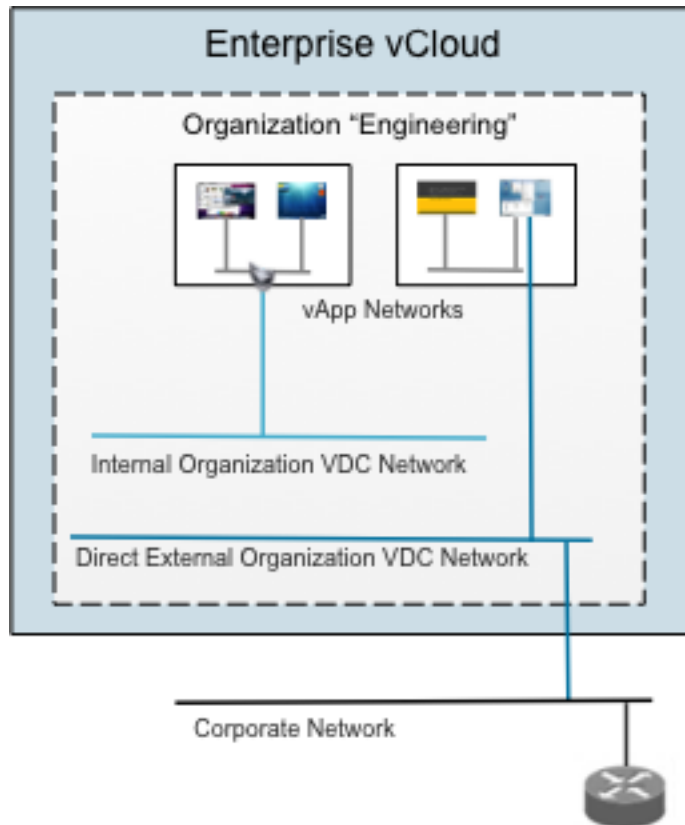 Enterprise vCloud
Organization “Engineering”
vApp Networks
Internal Organization VDC Network
Direct External Organization VDC Network
Corporate Network